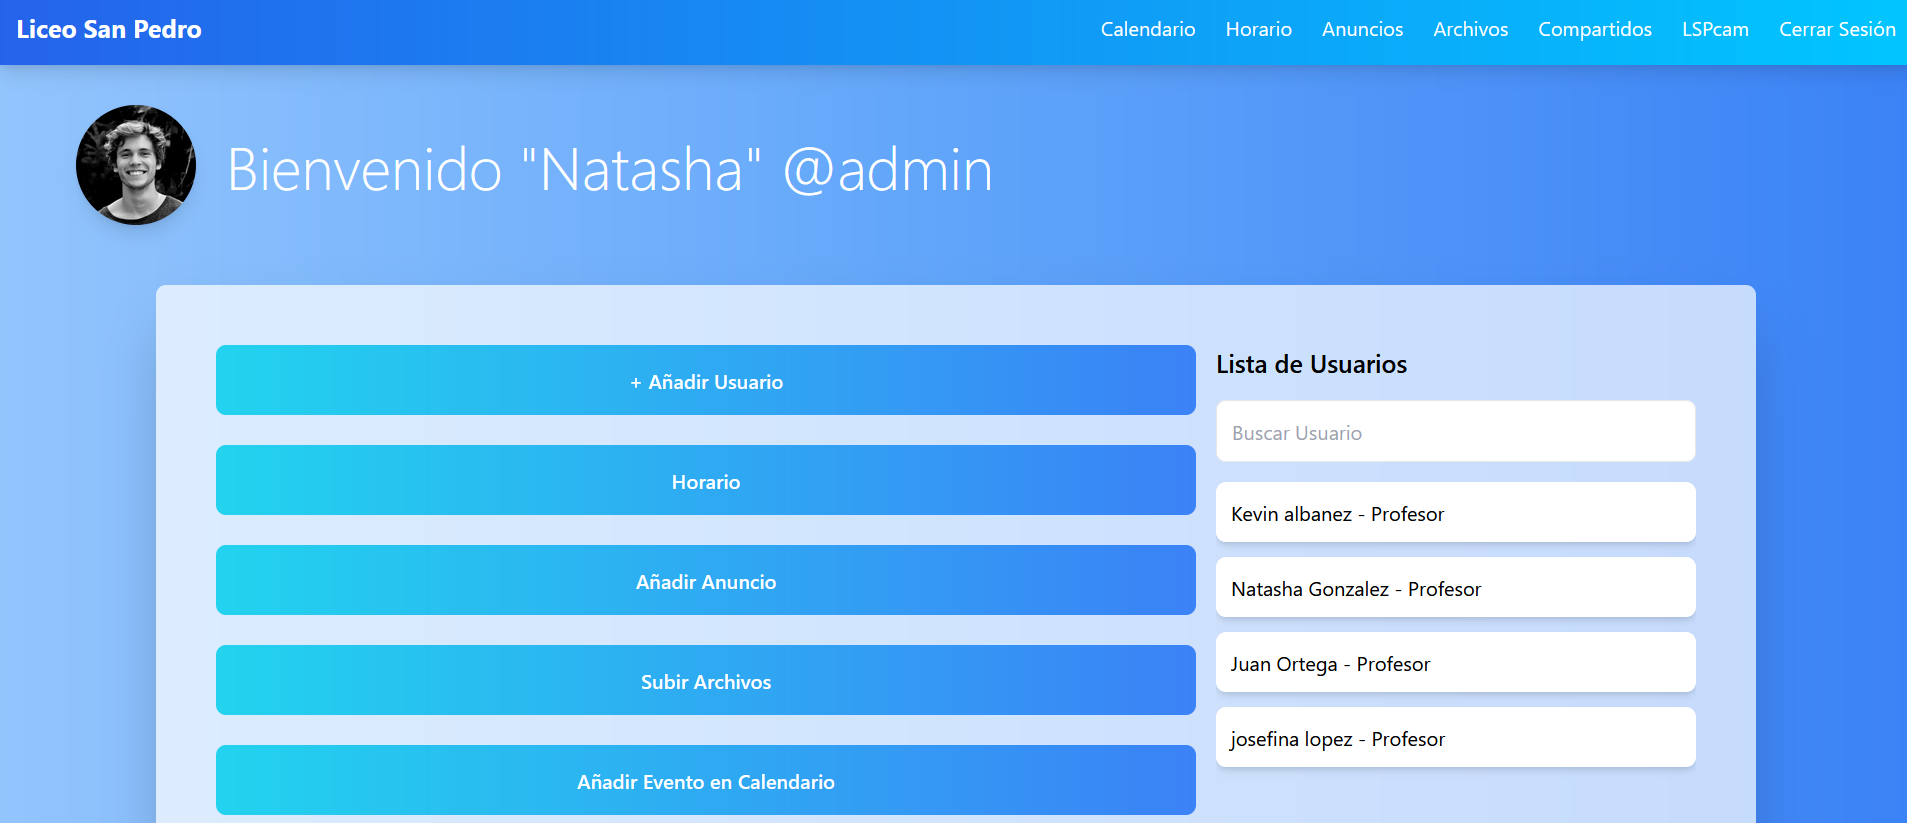 Liceo San Pedro
Calendario Horario Anuncios Archivos Compartidos LSPcam Cerrar Sesión
Bienvenido "Natasha" @admin
+ Añadir Usuario
Horario
Añadir Anuncio
Subir Archivos
Añadir Evento en Calendario
Lista de Usuarios
Buscar Usuario
Kevin albanez - Profesor
Natasha Gonzalez - Profesor
Juan Ortega - Profesor
josefina lopez - Profesor